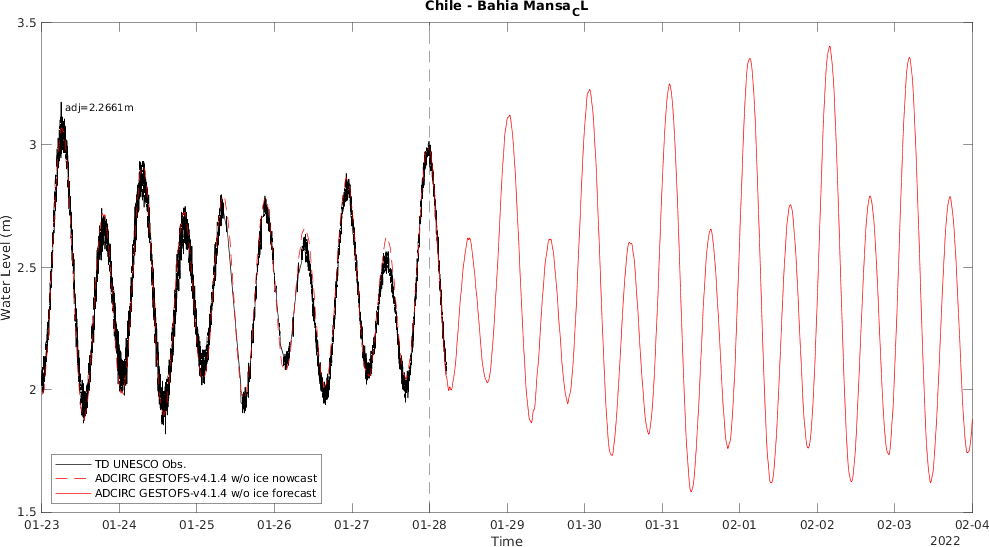 Chile - Bahia Mansa_CL
3.5
adj=2.2661m
3
2.5
Water Level (m)
2
TD UNESCO Obs.
ADCIRC GESTOFS-v4.1.4 w/o ice nowcast
ADCIRC GESTOFS-v4.1.4 w/o ice forecast
1.5
01-23 01-24 01-25 01-26 01-27 01-28 01-29 01-30 01-31 02-01 02-02 02-03 02-04
Time
2022